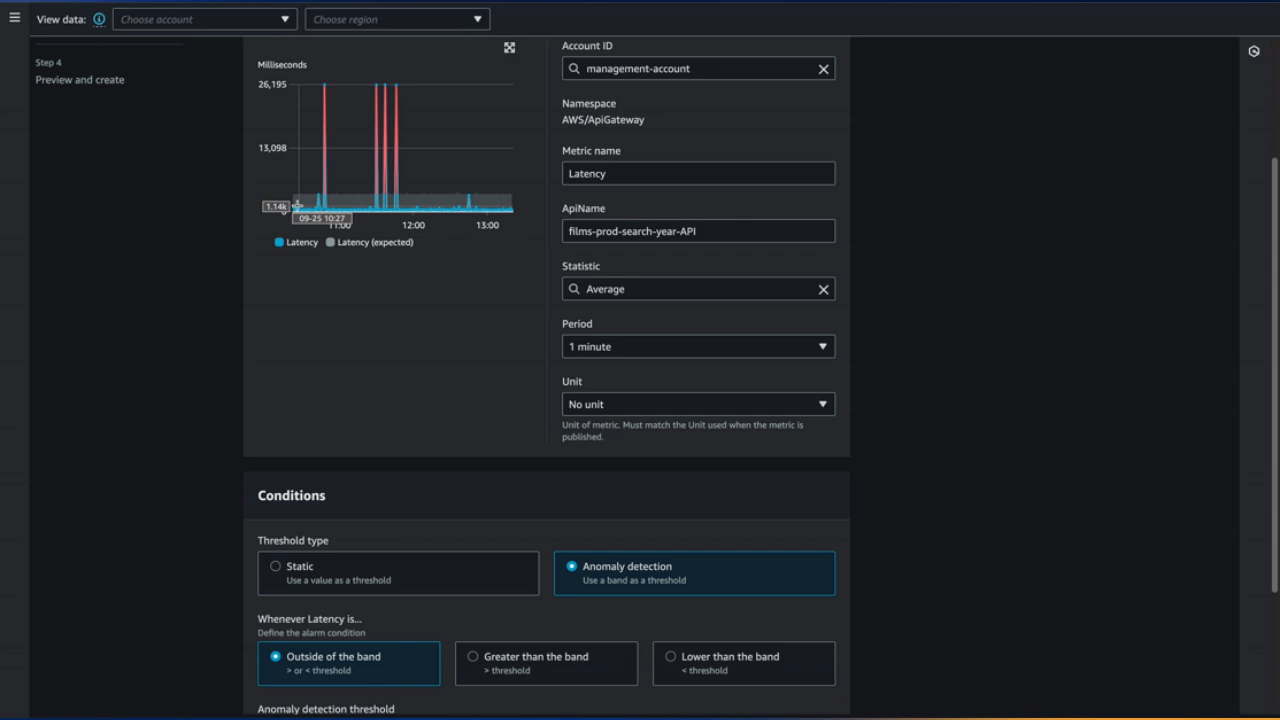 View data:
Choose account
Choose region
Step 4
Preview and create
Milliseconds
26,195
13,098
1.14k
09-25 10:27
11:00
12:00
13:00
Latency
Latency (expected)
Account ID
management-account
Namespace
AWS/ApiGateway
Metric name
Latency
ApiName
films-prod-search-year-API
Statistic
Average
Period
1 minute
Unit
No unit
Unit of metric. Must match the Unit used when the metric is
published.
Conditions
Threshold type
Static
Use a value as a threshold
Anomaly detection
Use a band as a threshold
Whenever Latency is...
Define the alarm condition
Outside of the band
> or < threshold
Greater than the band
> threshold
Lower than the band
< threshold
Anomaly detection threshold